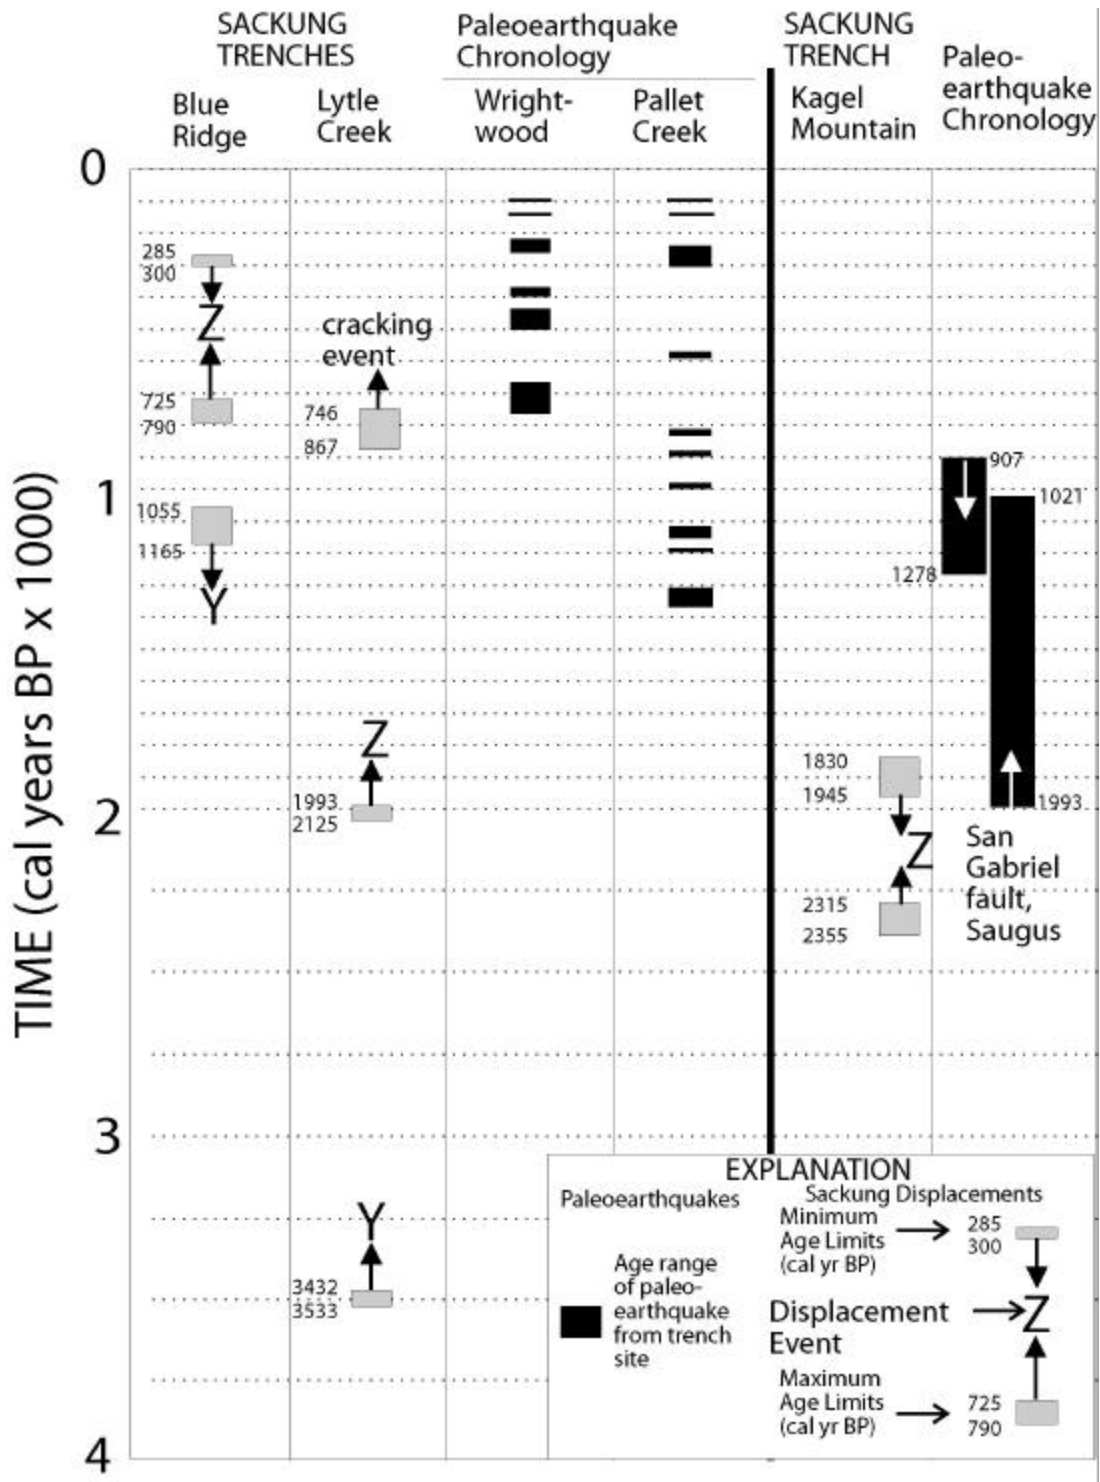 SACKUNG
TRENCHES
Paleoearthquake
Chronology
SACKUNG
TRENCH
Paleo-
earthquake
Chronology
Blue
Ridge
Lytle
Creek
Wright-
wood
Pallet
Creek
Kagel
Mountain
TIME (cal years BP x 1000)
0
1
2
3
4
285
300
Z
725
790
1055
1165
Y
cracking
event
746
867
Z
1993
2125
Y
3432
3533
1830
1945
Z
2315
2355
907
1278
1021
1993
San
Gabriel
fault,
Saugus
EXPLANATION
Paleoearthquakes
Age range
of paleo-
earthquake
from trench
site
Sackung Displacements
Minimum
Age Limits
(cal yr BP)
285
300
Displacement
Event
Z
Maximum
Age Limits
(cal yr BP)
725
790